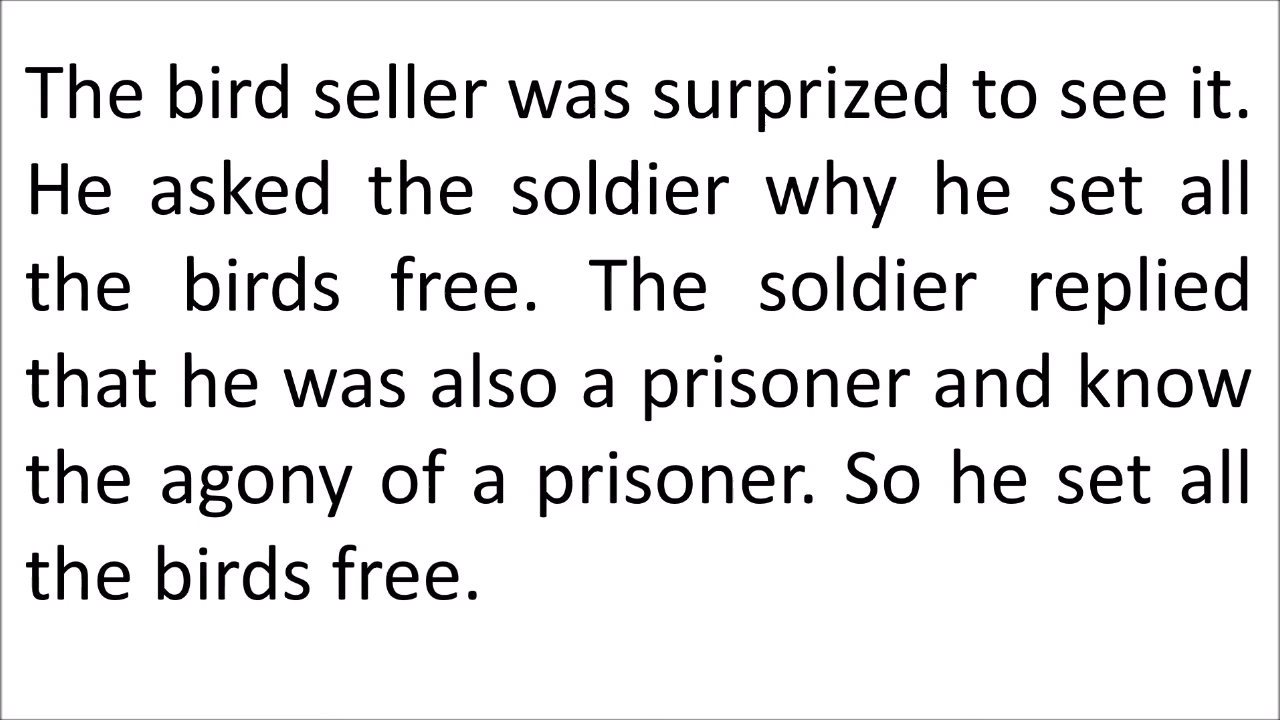 The bird seller was surprized to see it.
He asked the soldier why he set all
the birds free. The soldier replied
that he was also a prisoner and know
the agony of a prisoner. So he set all
the birds free.